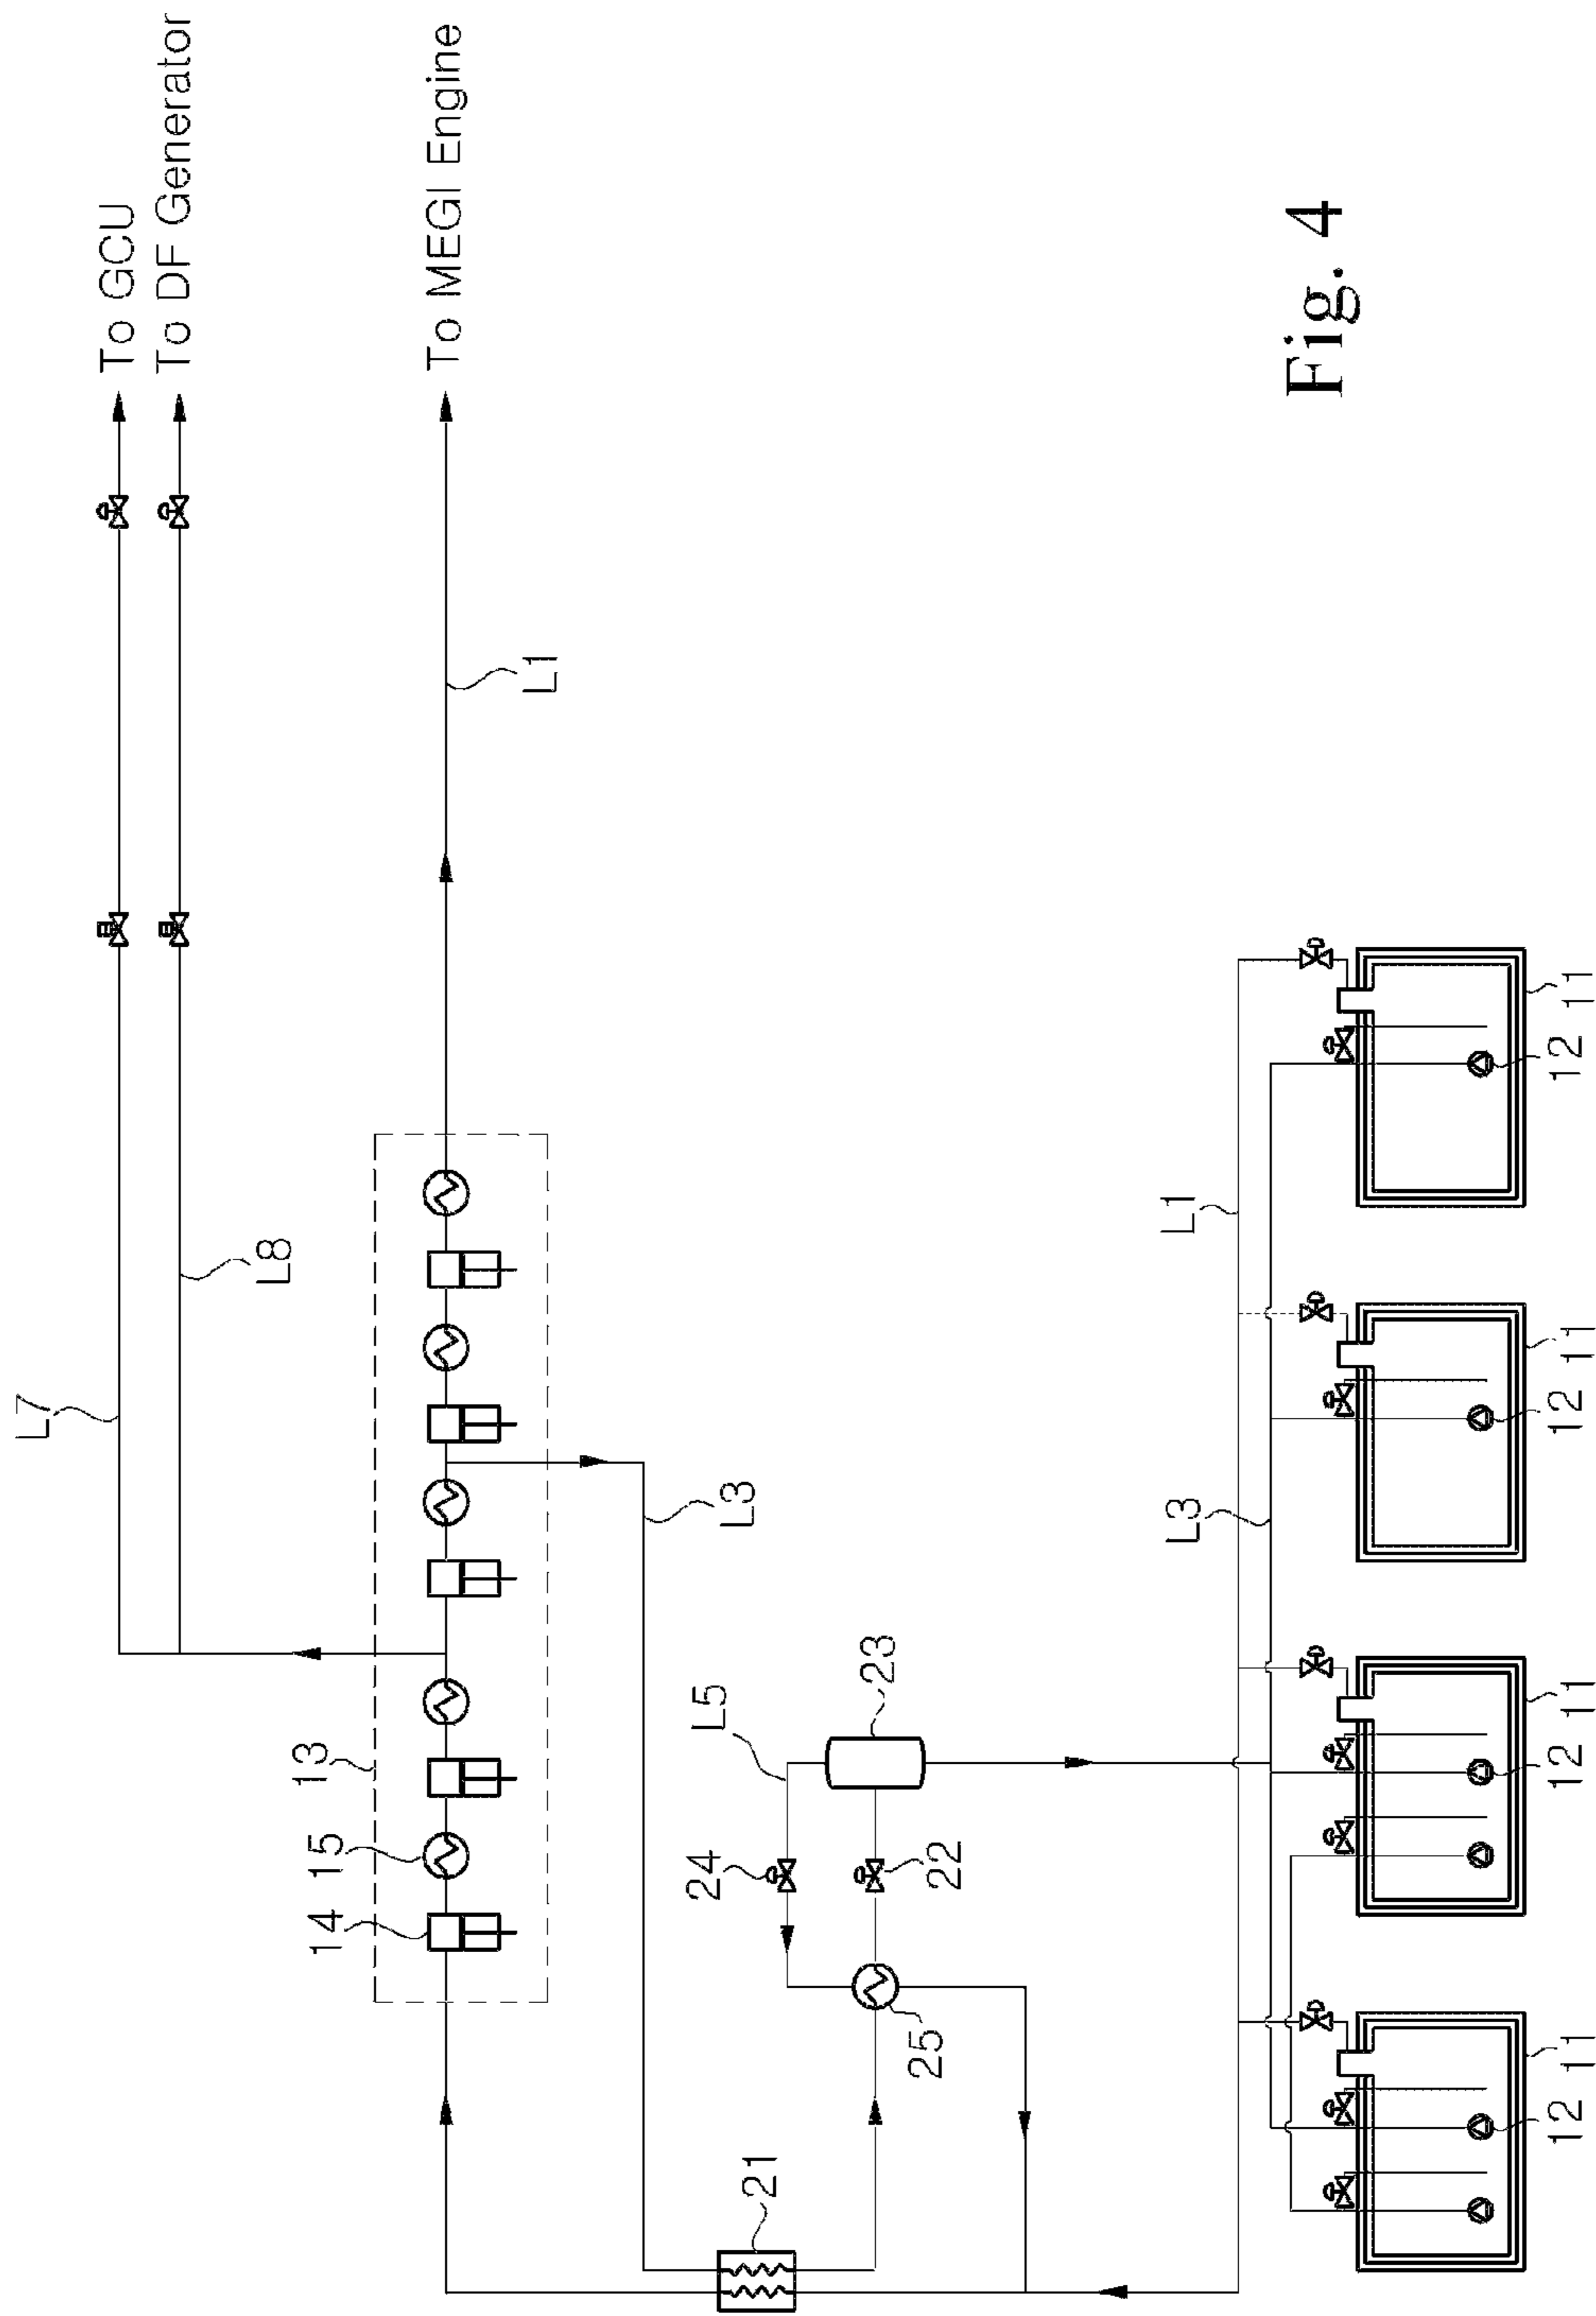 To GCU
To DF Generator
To MEGI Engine
L7
L8
L1
13
14
15
L3
L5
23
24
22
25
21
L1
L3
11
12
11
12
11
12
11
12
Fig. 4